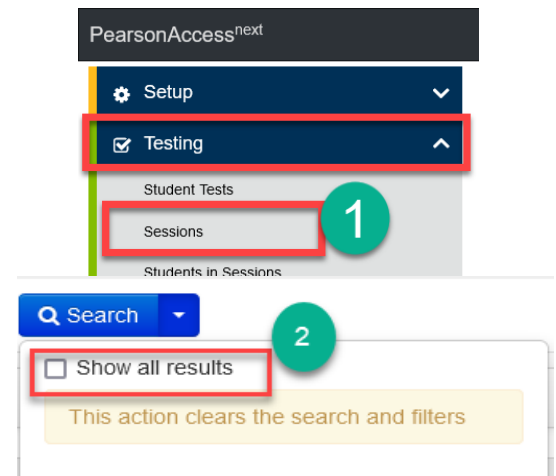 PearsonAccessnext
Setup
Testing
Student Tests
Sessions
1
Students in Sessions
Search
2
Show all results
This action clears the search and filters